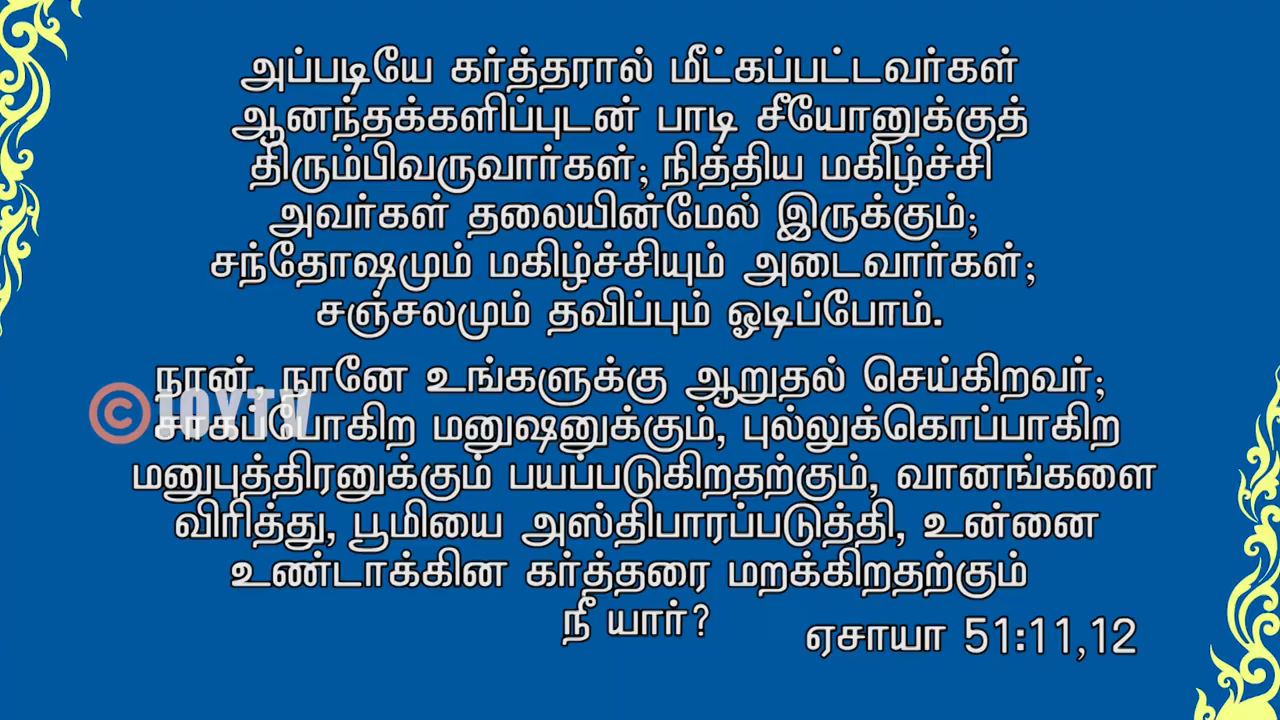 அப்படியே கர்த்தரால் மீட்கப்பட்டவர்கள்
ஆனந்தக்களிப்புடன் பாடி சீயோனுக்குத்
திரும்பிவருவார்கள்; நித்திய மகிழ்ச்சி
அவர்கள் தலையின்மேல் இருக்கும்;
சந்தோஷமும் மகிழ்ச்சியும் அடைவார்கள்;
சஞ்சலமும் தவிப்பும் ஓடிப்போம்.
நான், நானே உங்களுக்கு ஆறுதல் செய்கிறவர்;
©JOYTV
சாகப்போகிற மனுஷனுக்கும், புல்லுக்கொப்பாகிற
மனுபுத்திரனுக்கும் பயப்படுகிறதற்கும், வானங்களை
விரித்து, பூமியை அஸ்திபாரப்படுத்தி, உன்னை
உண்டாக்கின கர்த்தரை மறக்கிறதற்கும்
நீ யார்?
ஏசாயா 51:11,12